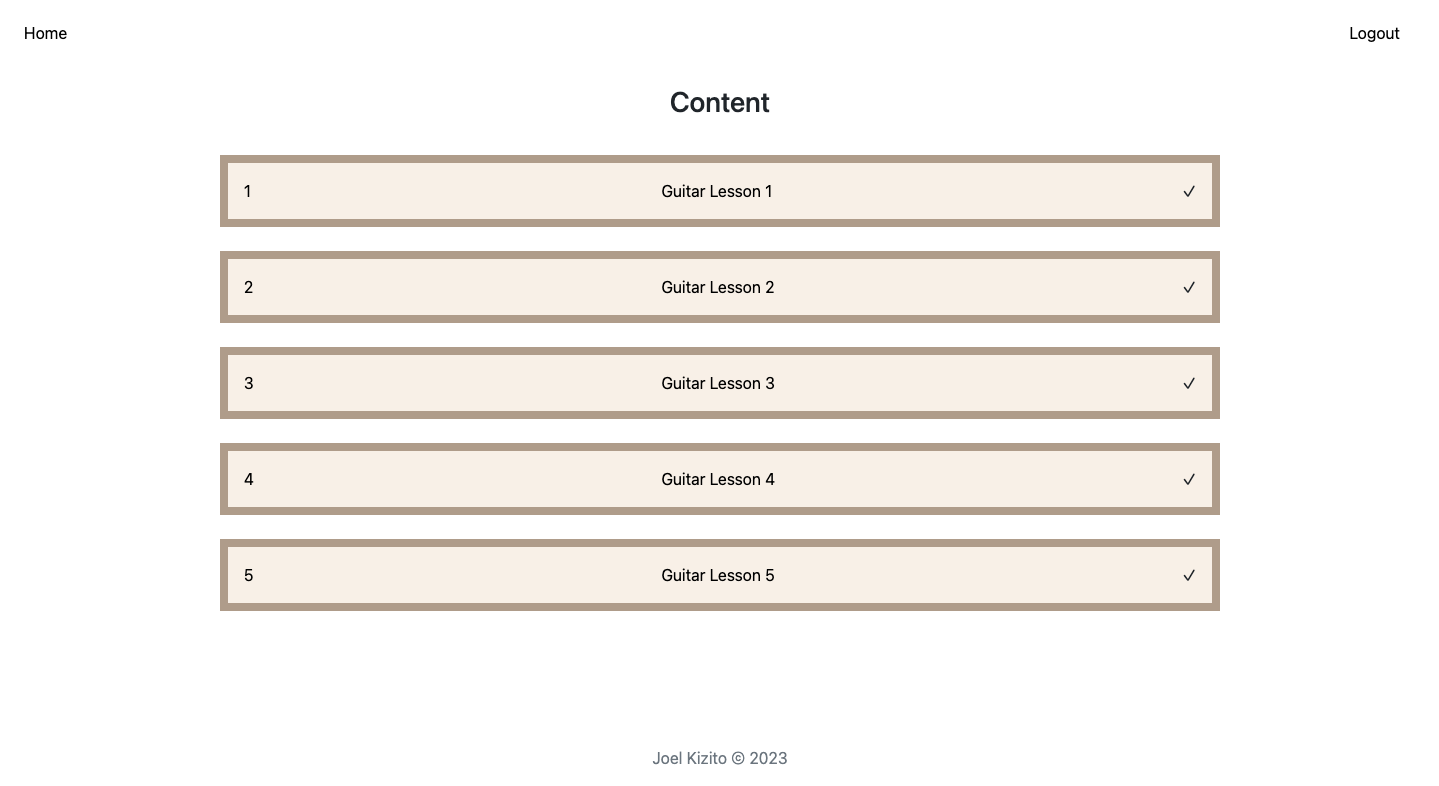 Home Logout
Content
1 Guitar Lesson 1 ✓
2 Guitar Lesson 2 ✓
3 Guitar Lesson 3 ✓
4 Guitar Lesson 4 ✓
5 Guitar Lesson 5 ✓
Joel Kizito © 2023